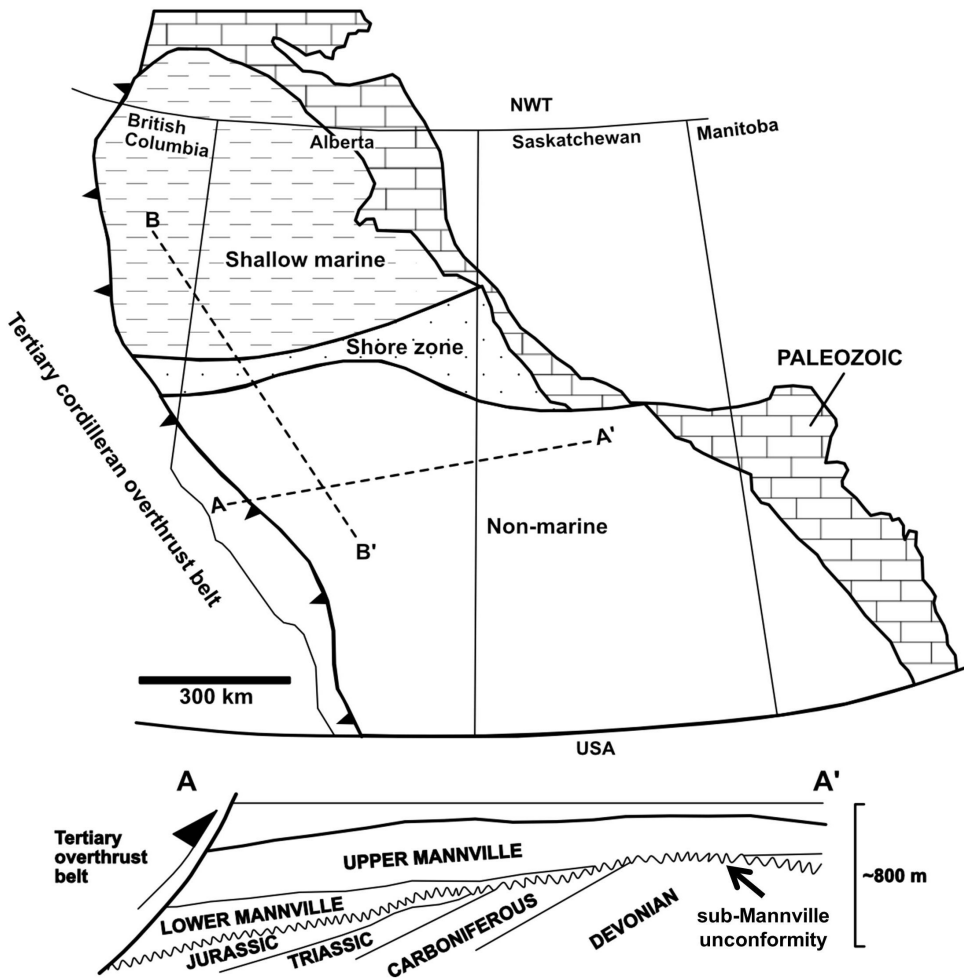 NWT
British
Columbia
Alberta
Saskatchewan
Manitoba
B
Shallow marine
Shore zone
PALEOZOIC
Tertiary cordilleran overthrust belt
A'
A
Non-marine
B'
300 km
USA
A
A'
Tertiary
overthrust
belt
UPPER MANNVILLE
~800 m
LOWER MANNVILLE
JURASSIC
TRIASSIC
CARBONIFEROUS
DEVONIAN
sub-Mannville
unconformity